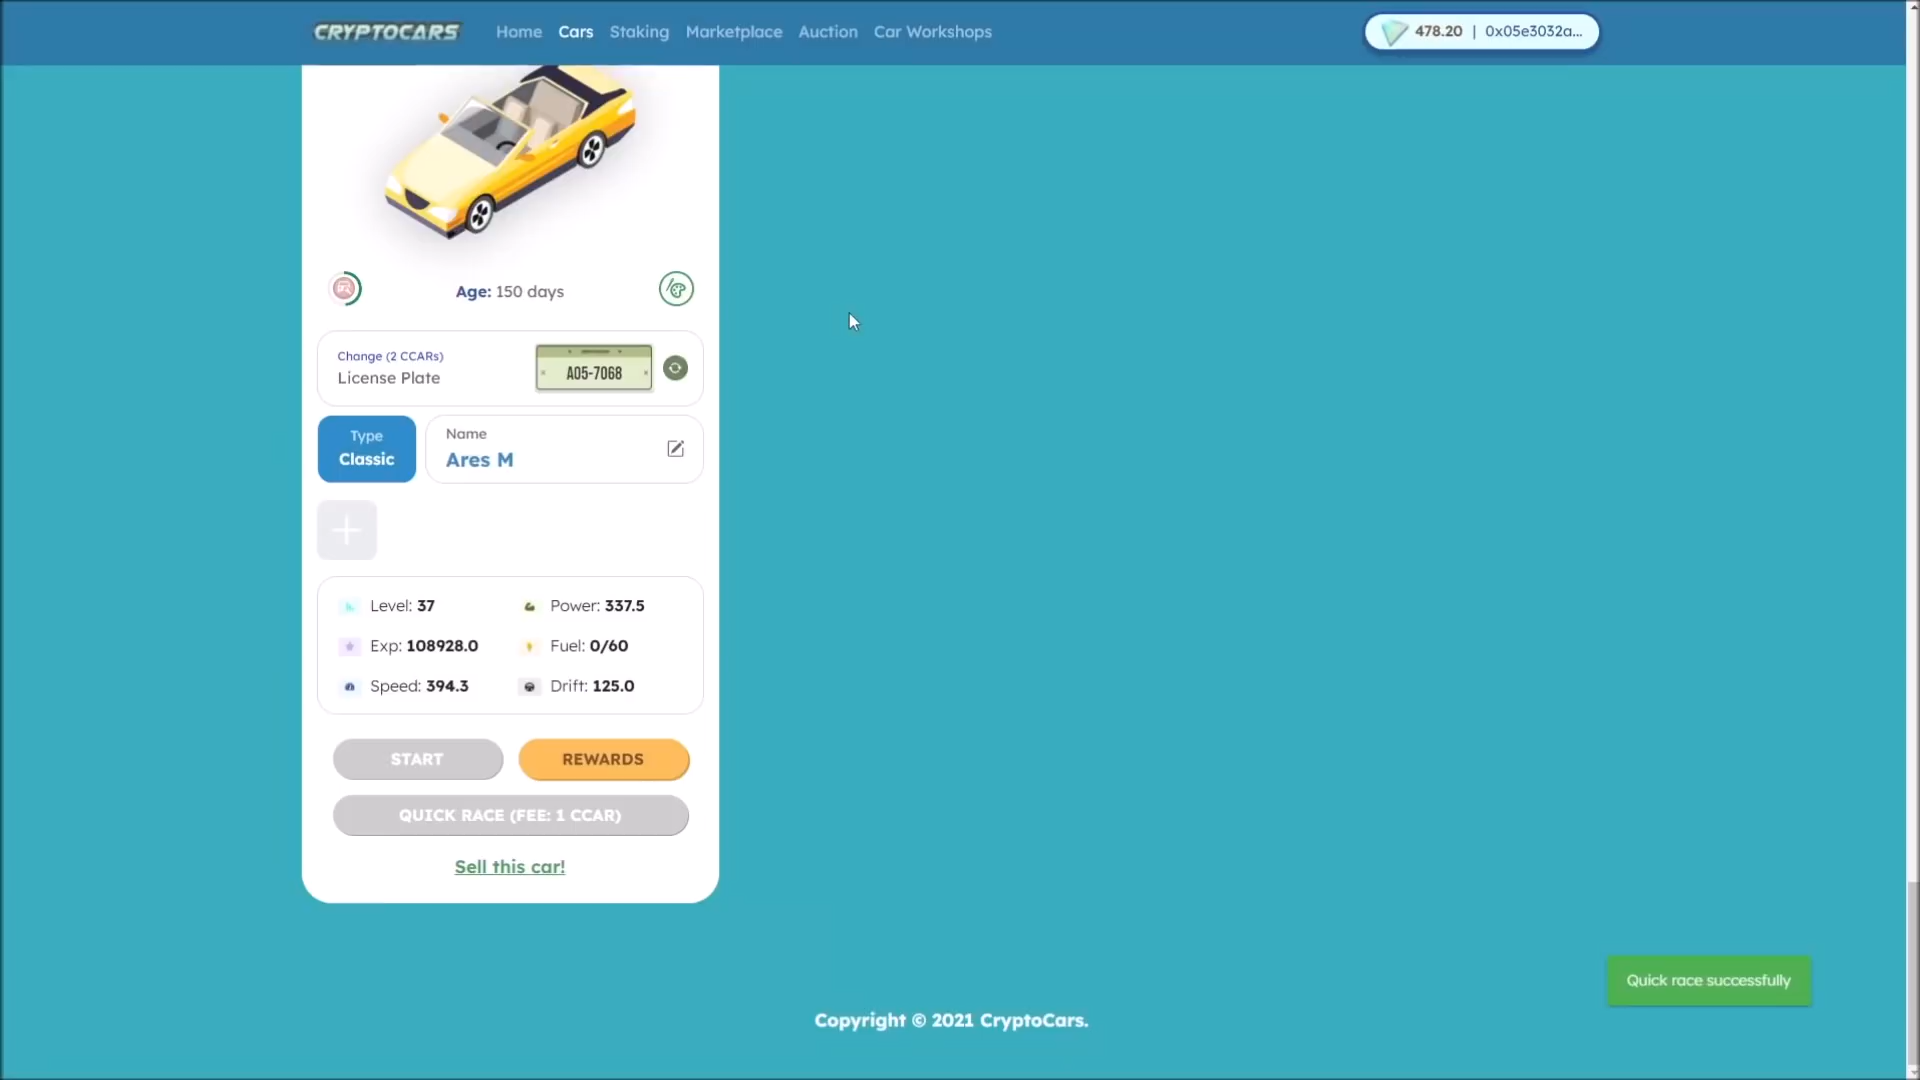 CRYPTOCARS
Home Cars Staking Marketplace Auction Car Workshops
478.20 | 0x05e3032a...
Age: 150 days
Change (2 CCARs)
License Plate
A05-7068
Type
Classic
Name
Ares M
Level: 37
Power: 337.5
Exp: 108928.0
Fuel: 0/60
Speed: 394.3
Drift: 125.0
START
REWARDS
QUICK RACE (FEE: 1 CCAR)
Sell this car!
Quick race successfully
Copyright © 2021 CryptoCars.